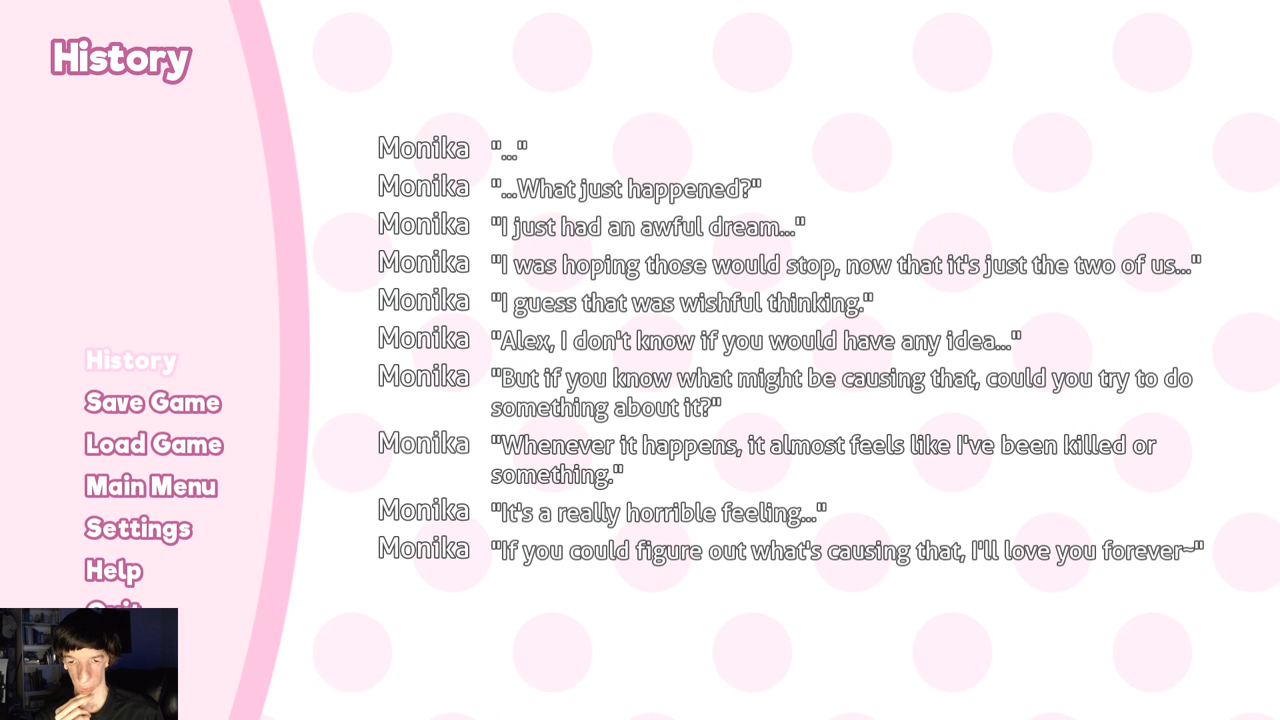 History
Monika "..."
Monika "...What just happened?"
Monika "I just had an awful dream..."
Monika "I was hoping those would stop, now that it's just the two of us..."
Monika "I guess that was wishful thinking."
Monika "Alex, I don't know if you would have any idea..."
Monika "But if you know what might be causing that, could you try to do
something about it?"
Monika "Whenever it happens, it almost feels like I've been killed or
something."
Monika "It's a really horrible feeling..."
Monika "If you could figure out what's causing that, I'll love you forever~"
History
Save Game
Load Game
Main Menu
Settings
Help
Quit